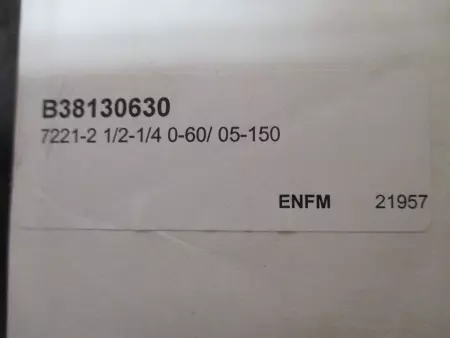 B38130630
7221-2 1/2-1/4 0-60/ 05-150
ENFM 21957